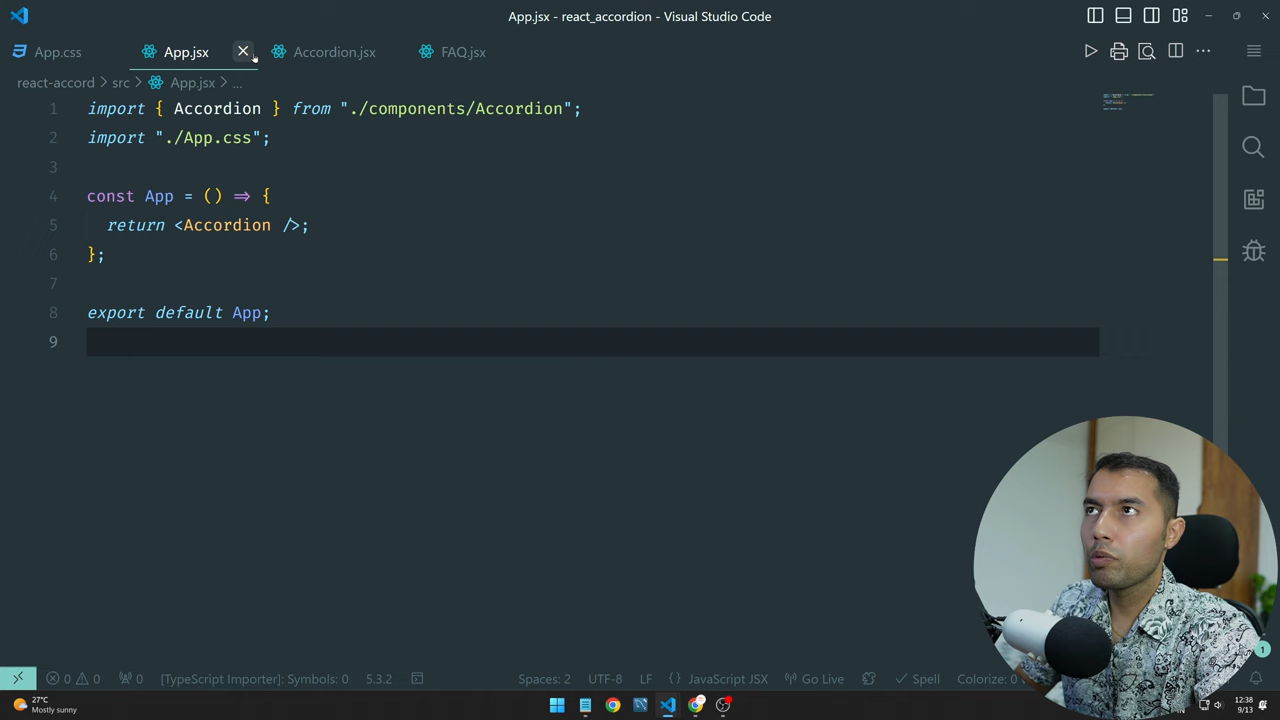 App.jsx - react_accordion - Visual Studio Code
App.css
App.jsx
Accordion.jsx
FAQ.jsx
react-accord > src > App.jsx > ...
1 import { Accordion } from "./components/Accordion";
2 import "./App.css";
3
4 const App = () => {
5 return <Accordion />;
6 };
7
8 export default App;
9
0 0 0 [TypeScript Importer]: Symbols: 0 5.3.2 Spaces: 2 UTF-8 LF {} JavaScript JSX Go Live Spell Colorize: 0
1
27°C
Mostly sunny
12:38
9/13